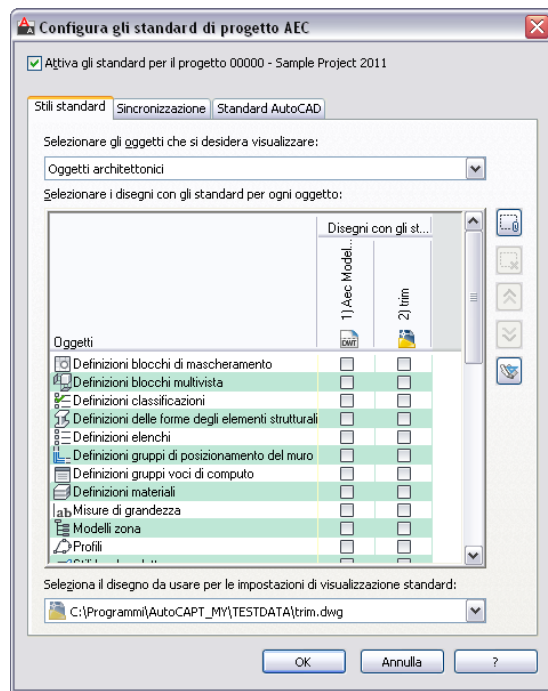 Configura gli standard di progetto AEC
Attiva gli standard per il progetto 00000 - Sample Project 2011
Stili standard
Sincronizzazione
Standard AutoCAD
Selezionare gli oggetti che si desidera visualizzare:
Oggetti architettonici
Selezionare i disegni con gli standard per ogni oggetto:
Disegni con gli st...
1) Aec Model...
2) trim
DWT
Oggetti
Definizioni blocchi di mascheramento
Definizioni blocchi multivista
Definizioni classificazioni
Definizioni delle forme degli elementi strutturali
Definizioni elenchi
Definizioni gruppi di posizionamento del muro
Definizioni gruppi voci di computo
Definizioni materiali
Misure di grandezza
Modelli zona
Profili
Seleziona il disegno da usare per le impostazioni di visualizzazione standard:
C:\Programmi\AutoCAPT_MY\TESTDATA\trim.dwg
OK
Annulla
?